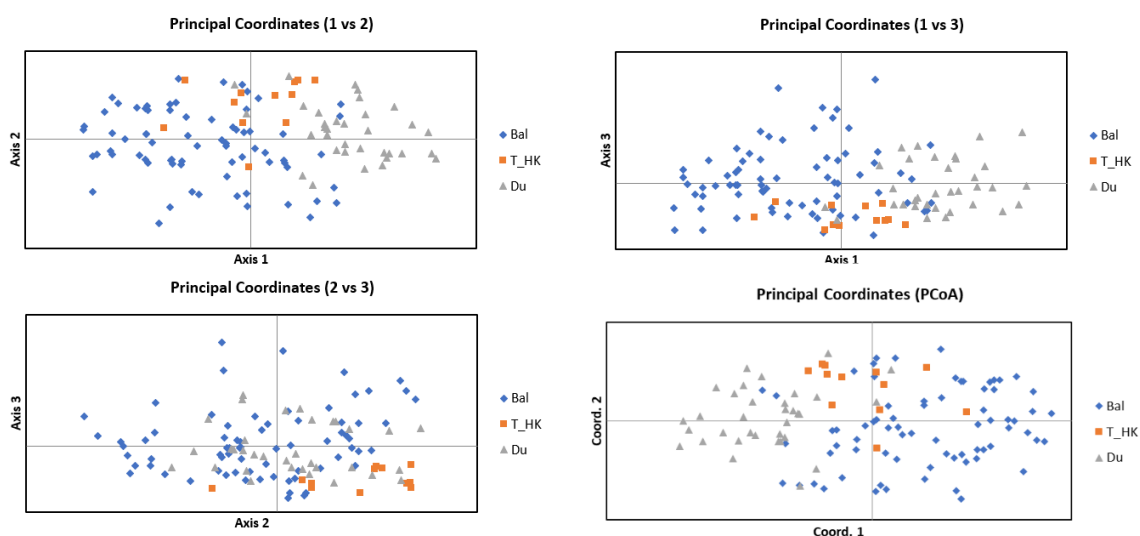 Principal Coordinates (1 vs 2)
Axis 2
Axis 1
Bal
T_HK
Du
Principal Coordinates (1 vs 3)
Axis 3
Axis 1
Bal
T_HK
Du
Principal Coordinates (2 vs 3)
Axis 3
Axis 2
Bal
T_HK
Du
Principal Coordinates (PCoA)
Coord. 2
Coord. 1
Bal
T_HK
Du